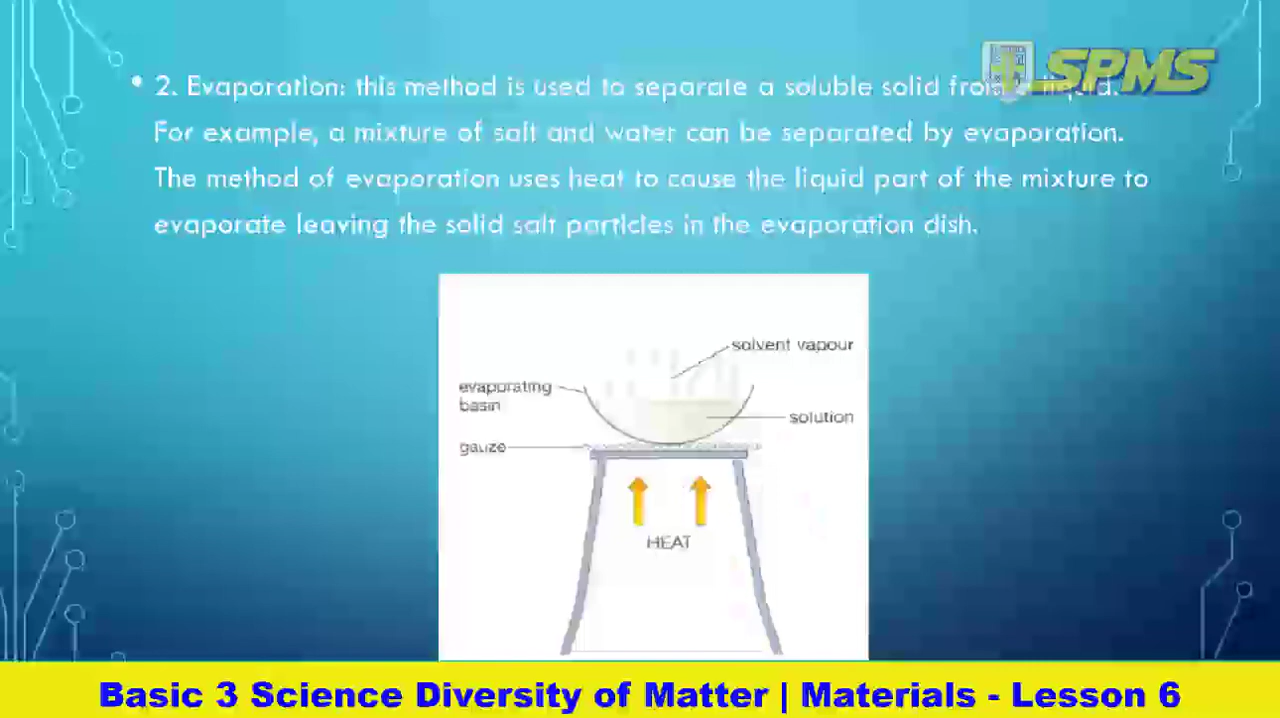 • 2. Evaporation: this method is used to separate a soluble solid from a liquid.
SPMS
For example, a mixture of salt and water can be separated by evaporation.
The method of evaporation uses heat to cause the liquid part of the mixture to
evaporate leaving the solid salt particles in the evaporation dish.
solvent vapour
evaporating
basin
solution
gauze
HEAT
Basic 3 Science Diversity of Matter | Materials - Lesson 6